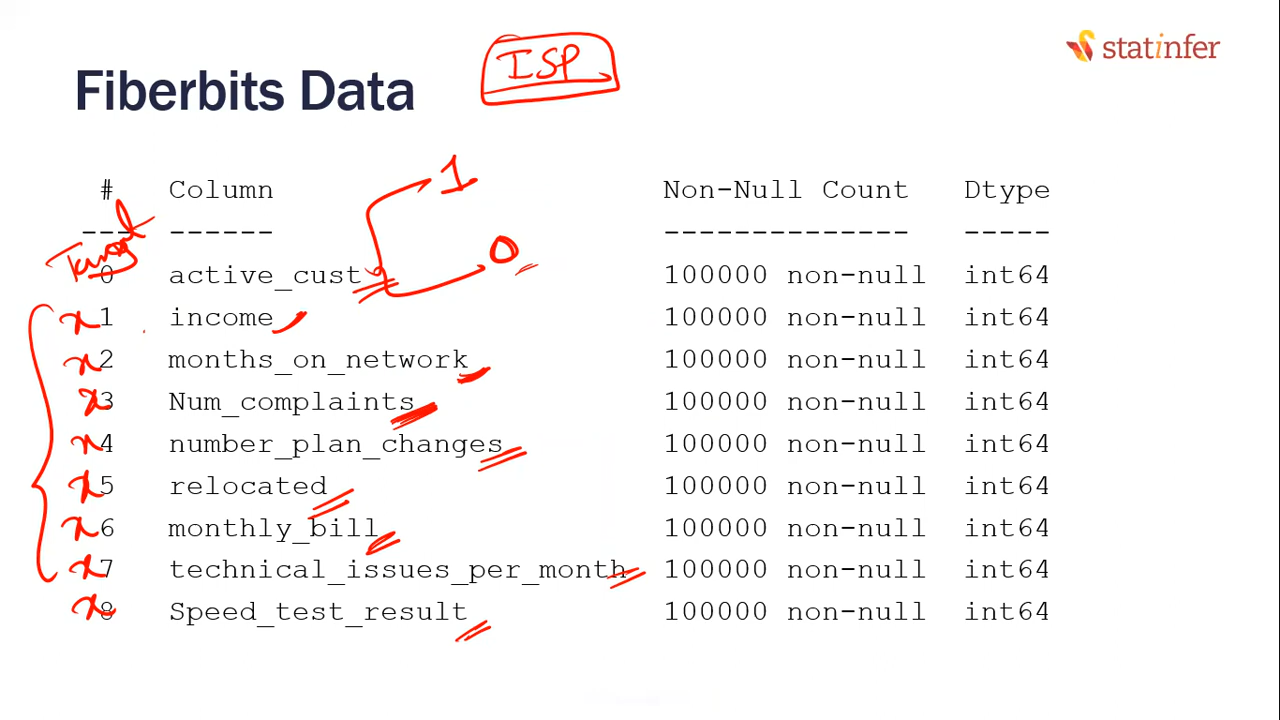 ISP
statinfer
Fiberbits Data
# Column Non-Null Count Dtype
--- ------ -------------- -----
1
0
Target
0 active_cust 100000 non-null int64
x 1 income 100000 non-null int64
x 2 months_on_network 100000 non-null int64
x 3 Num_complaints 100000 non-null int64
x 4 number_plan_changes 100000 non-null int64
x 5 relocated 100000 non-null int64
x 6 monthly_bill 100000 non-null int64
x 7 technical_issues_per_month 100000 non-null int64
x 8 Speed_test_result 100000 non-null int64